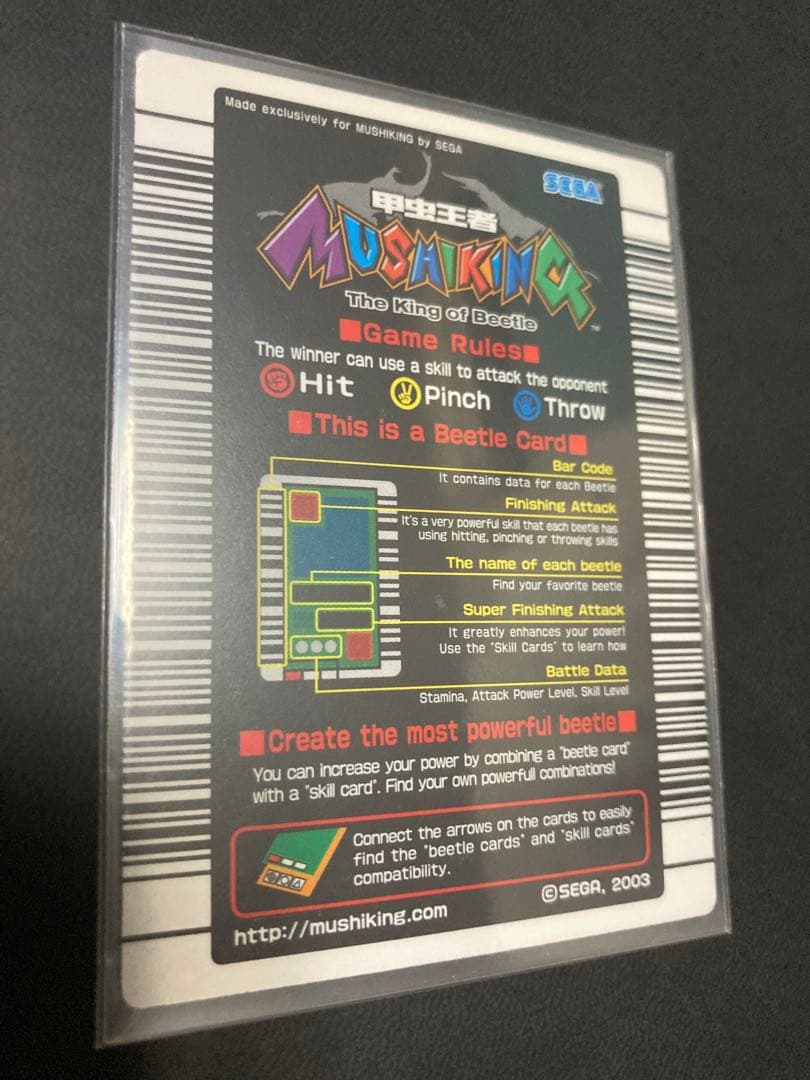 Made exclusively for MUSHIKING by SEGA
SEGA
甲虫王者
MUSHIKING
The King of Beetle
TM
■Game Rules■
The winner can use a skill to attack the opponent
Hit Pinch Throw
■This is a Beetle Card■
Bar Code
It contains data for each Beetle
Finishing Attack
It's a very powerful skill that each beetle has
using hitting, pinching or throwing skills
The name of each beetle
Find your favorite beetle
Super Finishing Attack
It greatly enhances your power!
Use the "Skill Cards" to learn how
Battle Data
Stamina, Attack Power Level, Skill Level
■Create the most powerful beetle■
You can increase your power by combining a "beetle card"
with a "skill card". Find your own powerfull combinations!
Connect the arrows on the cards to easily
find the "beetle cards" and "skill cards"
compatibility.
©SEGA, 2003
http://mushiking.com